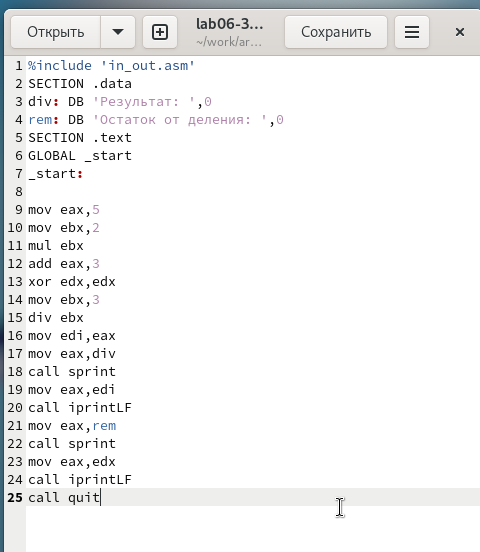 Открыть
lab06-3...
~/work/ar...
Сохранить
1 %include 'in_out.asm'
2 SECTION .data
3 div: DB 'Результат: ',0
4 rem: DB 'Остаток от деления: ',0
5 SECTION .text
6 GLOBAL _start
7 _start:
8
9 mov eax,5
10 mov ebx,2
11 mul ebx
12 add eax,3
13 xor edx,edx
14 mov ebx,3
15 div ebx
16 mov edi,eax
17 mov eax,div
18 call sprint
19 mov eax,edi
20 call iprintLF
21 mov eax,rem
22 call sprint
23 mov eax,edx
24 call iprintLF
25 call quit